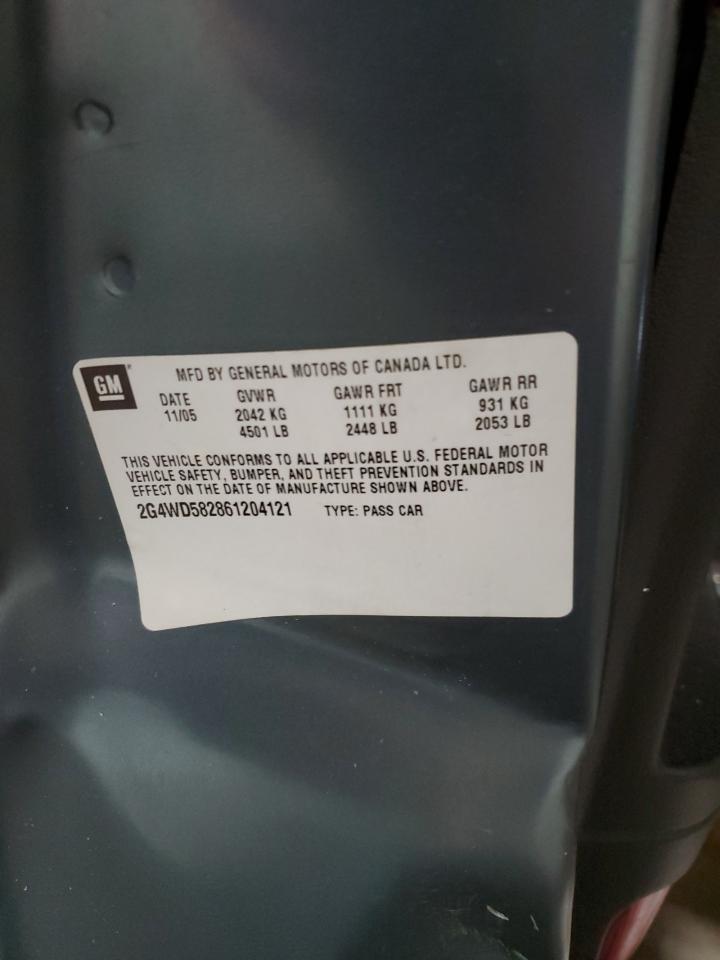 GM
MFD BY GENERAL MOTORS OF CANADA LTD.
DATE GVWR GAWR FRT GAWR RR
11/05 2042 KG 1111 KG 931 KG
4501 LB 2448 LB 2053 LB
THIS VEHICLE CONFORMS TO ALL APPLICABLE U.S. FEDERAL MOTOR
VEHICLE SAFETY, BUMPER, AND THEFT PREVENTION STANDARDS IN
EFFECT ON THE DATE OF MANUFACTURE SHOWN ABOVE.
2G4WD582861204121 TYPE: PASS CAR